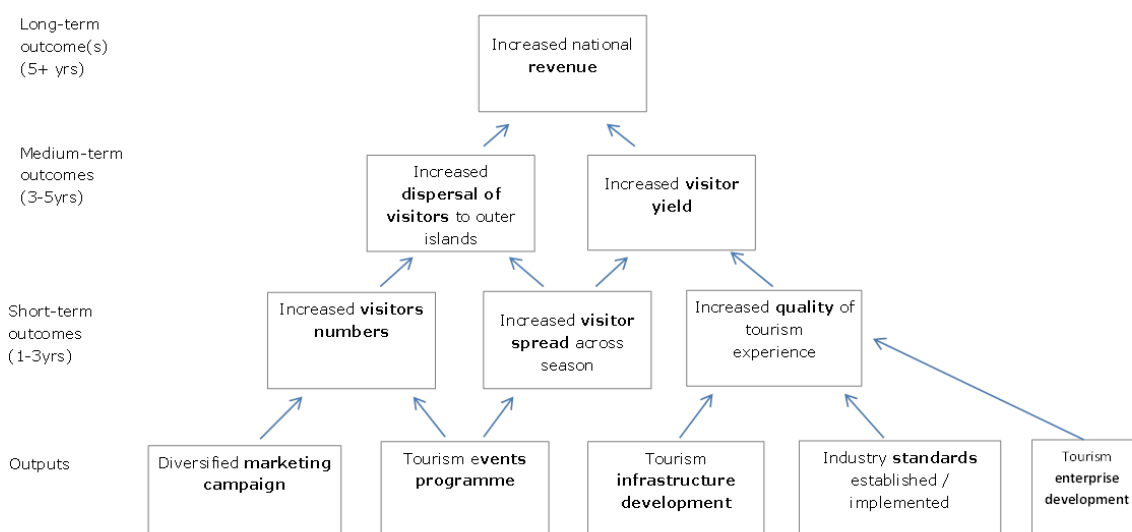 Long-term
outcome(s)
(5+ yrs)
Increased national
revenue
Medium-term
outcomes
(3-5yrs)
Increased
dispersal of
visitors to outer
islands
Increased visitor
yield
Short-term
outcomes
(1-3yrs)
Increased visitors
numbers
Increased visitor
spread across
season
Increased quality of
tourism
experience
Outputs
Diversified marketing
campaign
Tourism events
programme
Tourism
infrastructure
development
Industry standards
established /
implemented
Tourism
enterprise
development